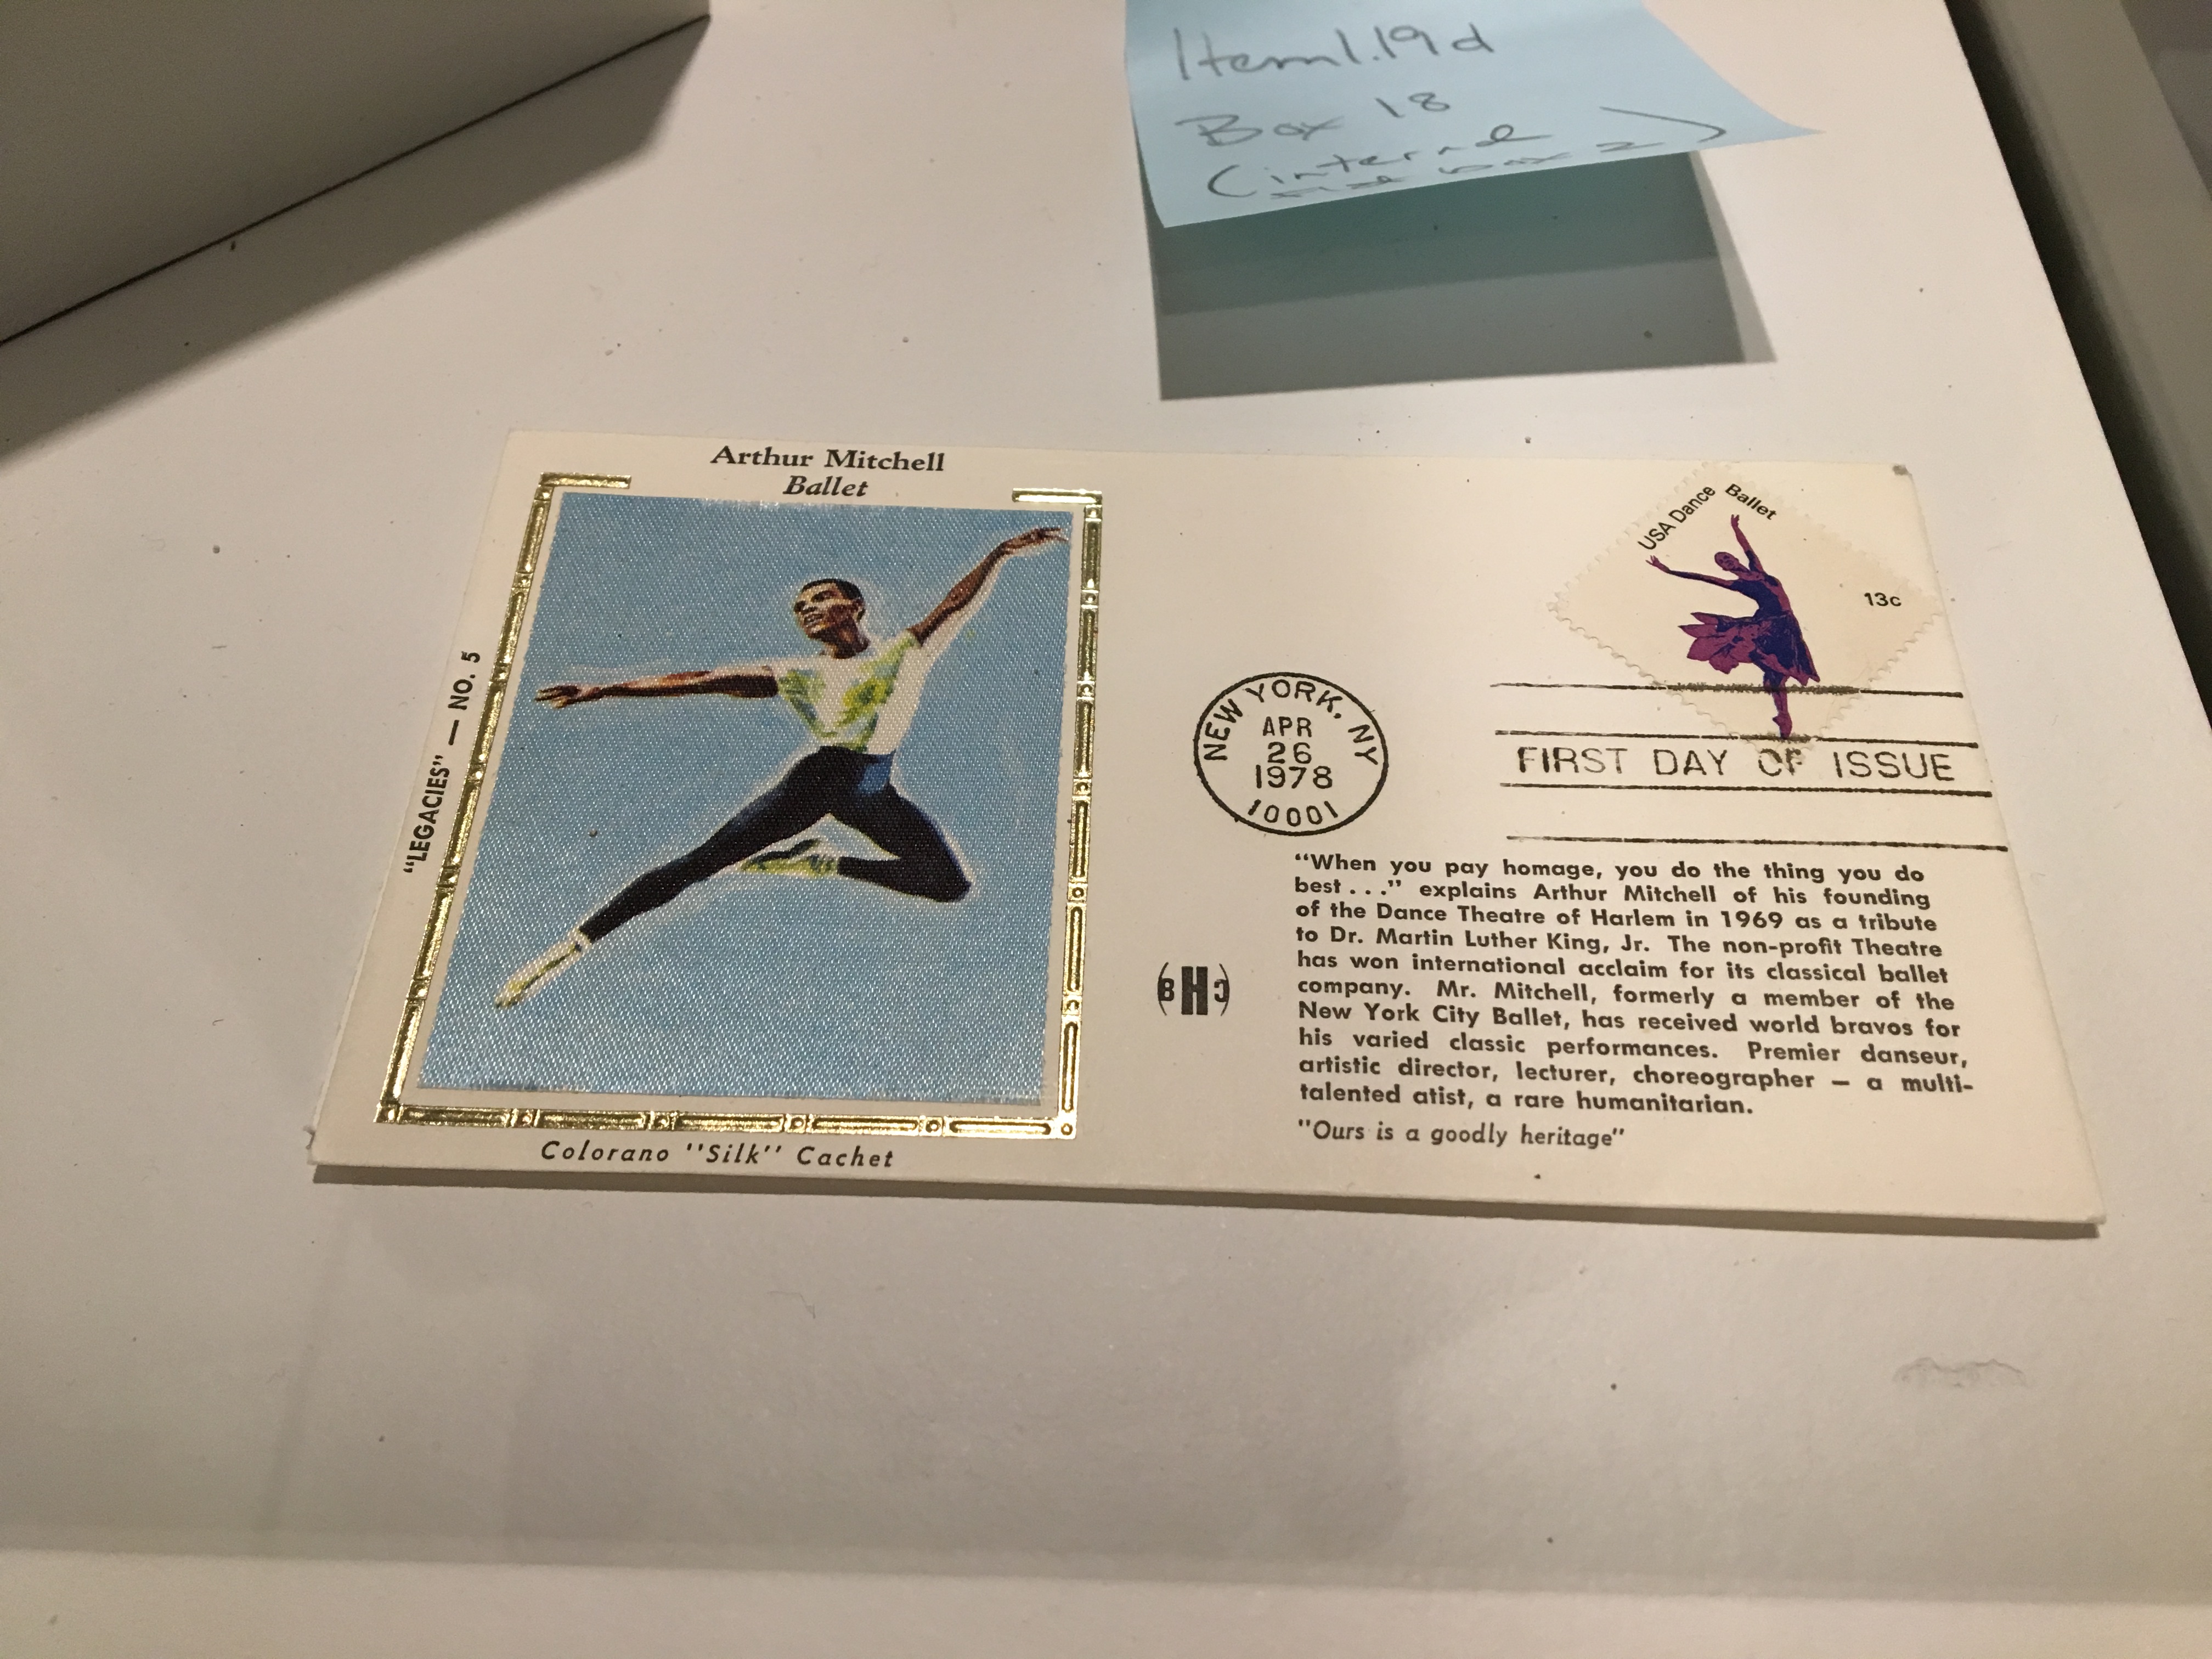 Item 1.19d
Box 18
(internal
box 2)
Arthur Mitchell
Ballet
"LEGACIES" — NO. 5
Colorano "Silk" Cachet
USA Dance Ballet
13c
NEW YORK, NY
APR
26
1978
10001
FIRST DAY OF ISSUE
"When you pay homage, you do the thing you do
best . . ." explains Arthur Mitchell of his founding
of the Dance Theatre of Harlem in 1969 as a tribute
to Dr. Martin Luther King, Jr. The non-profit Theatre
has won international acclaim for its classical ballet
company. Mr. Mitchell, formerly a member of the
New York City Ballet, has received world bravos for
his varied classic performances. Premier danseur,
artistic director, lecturer, choreographer — a multi-
talented atist, a rare humanitarian.
"Ours is a goodly heritage"